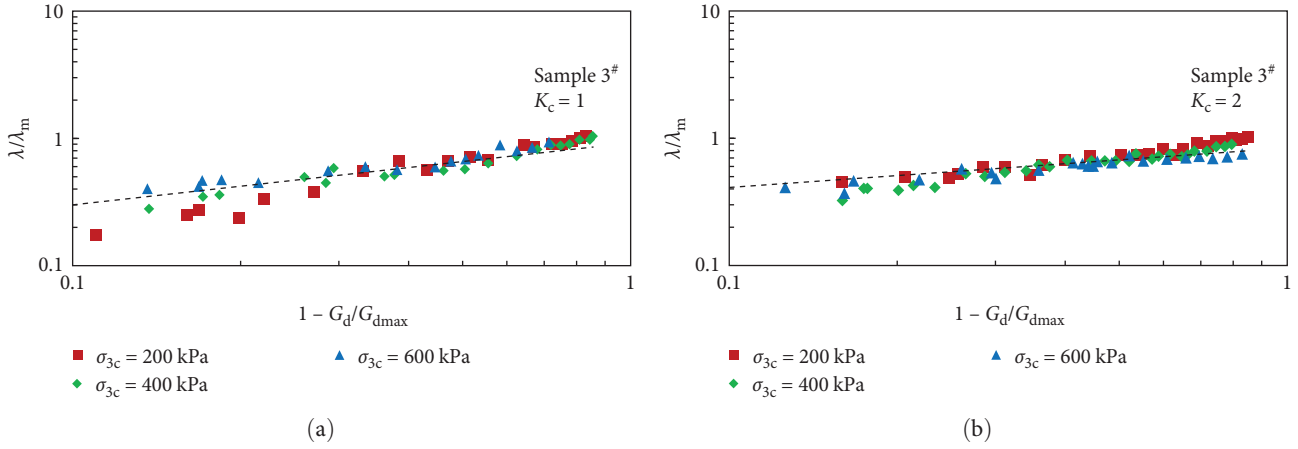 10
1
0.1
λ/λm
Sample 3#
Kc = 1
0.1
1
1 – Gd/Gdmax
σ3c = 200 kPa
σ3c = 400 kPa
σ3c = 600 kPa
(a)
10
1
0.1
λ/λm
Sample 3#
Kc = 2
0.1
1
1 – Gd/Gdmax
σ3c = 200 kPa
σ3c = 400 kPa
σ3c = 600 kPa
(b)